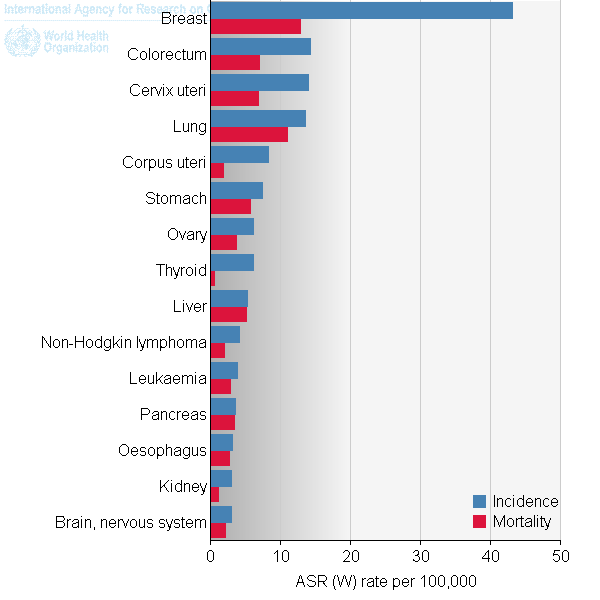 International Agency for Research on
World Health
Organization
Breast
Colorectum
Cervix uteri
Lung
Corpus uteri
Stomach
Ovary
Thyroid
Liver
Non-Hodgkin lymphoma
Leukaemia
Pancreas
Oesophagus
Kidney
Brain, nervous system
Incidence
Mortality
0 10 20 30 40 50
ASR (W) rate per 100,000